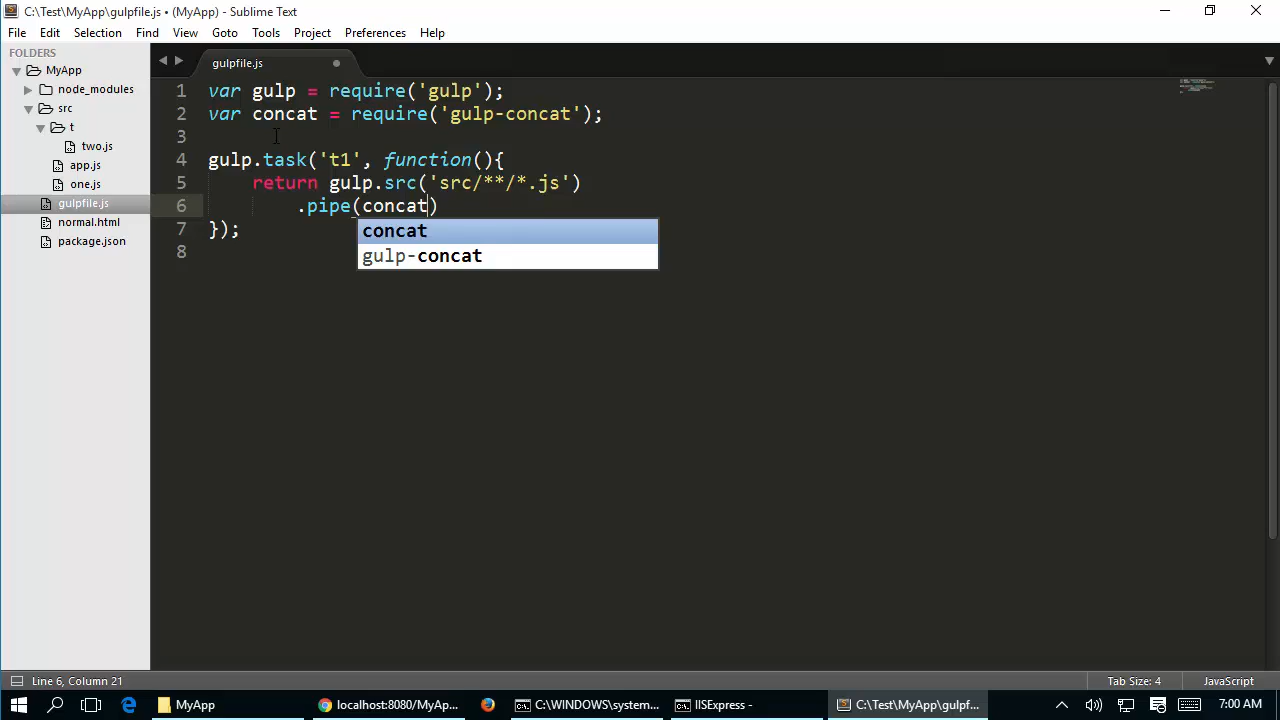 C:\Test\MyApp\gulpfile.js • (MyApp) - Sublime Text
File Edit Selection Find View Goto Tools Project Preferences Help
FOLDERS
MyApp
node_modules
src
t
two.js
app.js
one.js
gulpfile.js
normal.html
package.json
gulpfile.js
1 var gulp = require('gulp');
2 var concat = require('gulp-concat');
3
4 gulp.task('t1', function(){
5 return gulp.src('src/**/*.js')
6 .pipe(concat)
7 });
8
concat
gulp-concat
Line 6, Column 21
Tab Size: 4
JavaScript
MyApp
localhost:8080/MyAp...
C:\WINDOWS\system...
IISExpress -
C:\Test\MyApp\gulpf...
7:00 AM